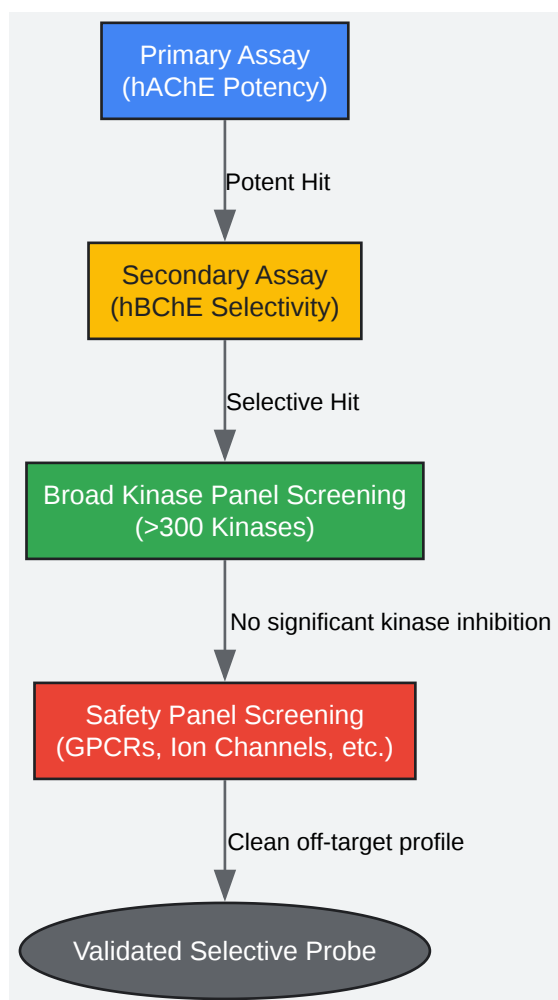 Primary Assay
(hAChE Potency)
Potent Hit
Secondary Assay
(hBChE Selectivity)
Selective Hit
Broad Kinase Panel Screening
(>300 Kinases)
No significant kinase inhibition
Safety Panel Screening
(GPCRs, Ion Channels, etc.)
Clean off-target profile
Validated Selective Probe